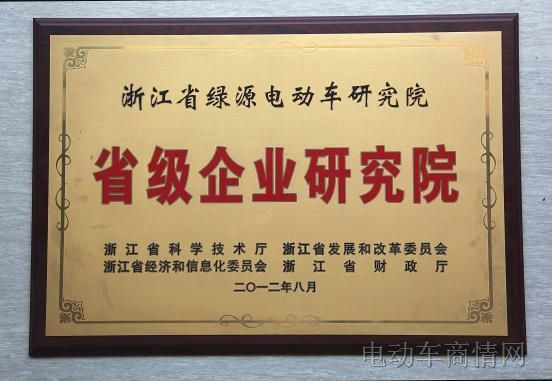 浙江省绿源电动车研究院
省级企业研究院
浙江省科学技术厅 浙江省发展和改革委员会
浙江省经济和信息化委员会 浙江省财政厅
二〇一二年八月
电动车商情网